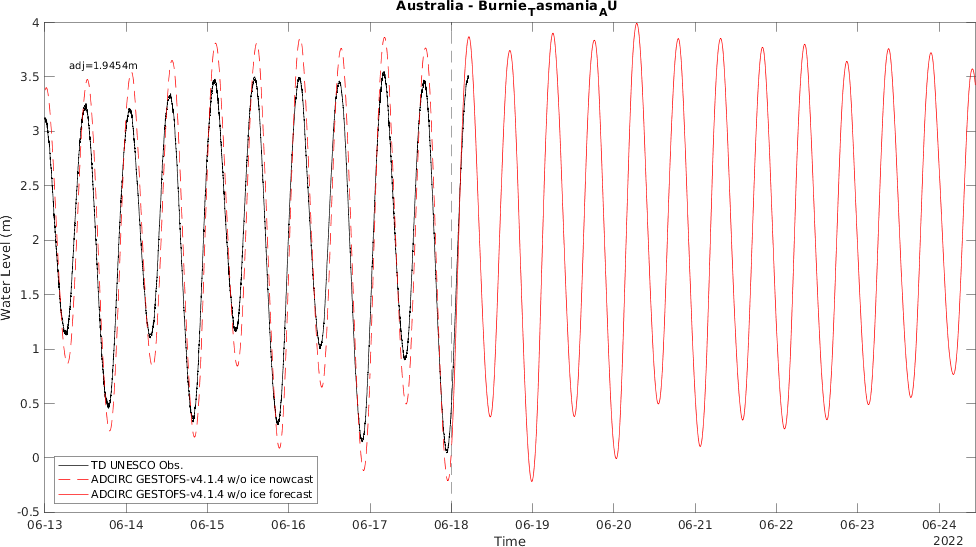 Australia - Burnie_Tasmania_AU
4
adj=1.9454m
3.5
3
2.5
2
1.5
1
0.5
0
-0.5
Water Level (m)
TD UNESCO Obs.
ADCIRC GESTOFS-v4.1.4 w/o ice nowcast
ADCIRC GESTOFS-v4.1.4 w/o ice forecast
06-13 06-14 06-15 06-16 06-17 06-18 06-19 06-20 06-21 06-22 06-23 06-24
Time
2022